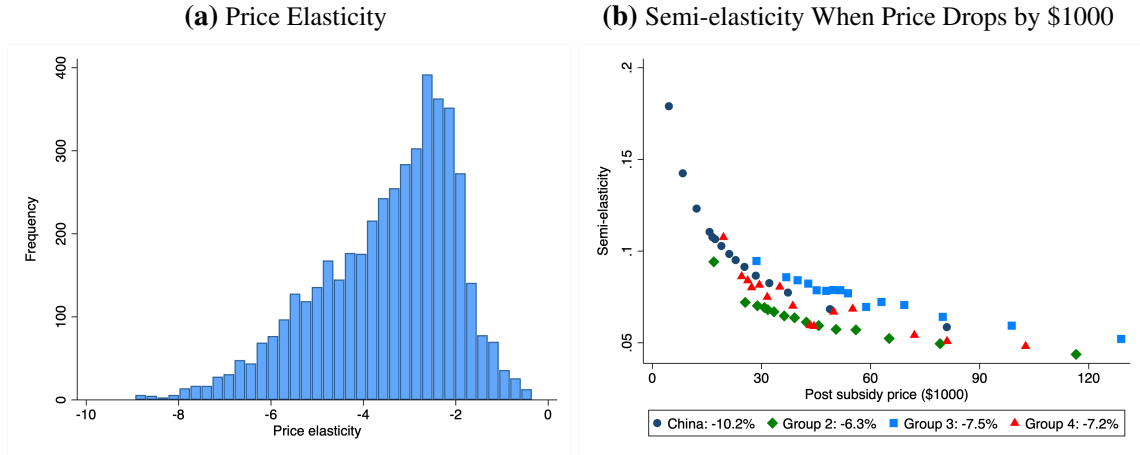 (a) Price Elasticity
400
300
200
100
0
Frequency
-10
-8
-6
-4
-2
0
Price elasticity
(b) Semi-elasticity When Price Drops by $1000
.2
.15
.1
.05
Semi-elasticity
0
30
60
90
120
Post subsidy price ($1000)
China: -10.2% Group 2: -6.3% Group 3: -7.5% Group 4: -7.2%